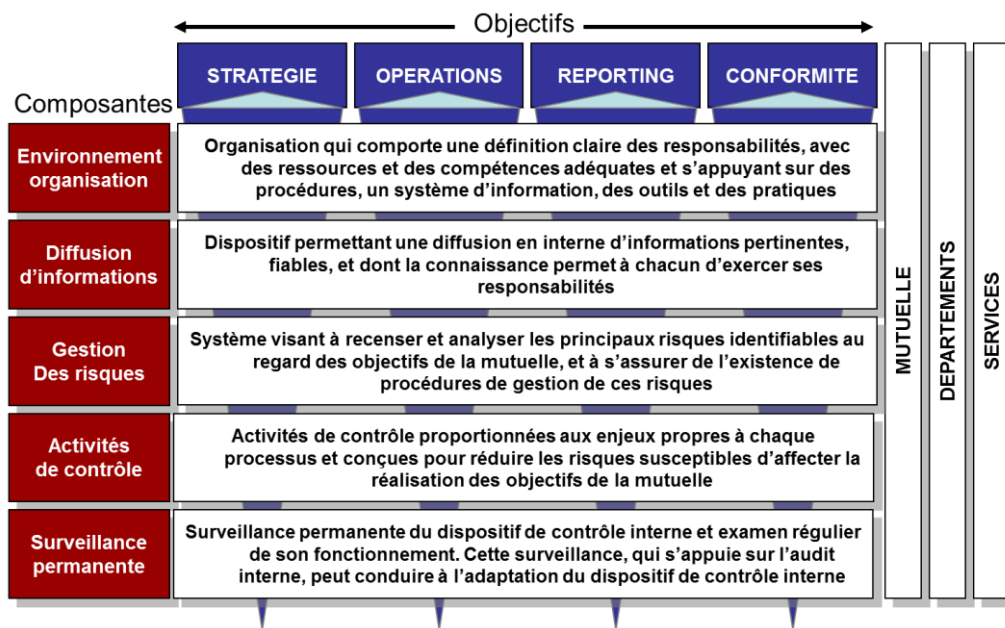 Objectifs
STRATEGIE
OPERATIONS
REPORTING
CONFORMITE
Composantes
Environnement
organisation
Organisation qui comporte une définition claire des responsabilités, avec
des ressources et des compétences adéquates et s’appuyant sur des
procédures, un système d’information, des outils et des pratiques
Diffusion
d’informations
Dispositif permettant une diffusion en interne d’informations pertinentes,
fiables, et dont la connaissance permet à chacun d’exercer ses
responsabilités
Gestion
Des risques
Système visant à recenser et analyser les principaux risques identifiables au
regard des objectifs de la mutuelle, et à s’assurer de l’existence de
procédures de gestion de ces risques
Activités
de contrôle
Activités de contrôle proportionnées aux enjeux propres à chaque
processus et conçues pour réduire les risques susceptibles d’affecter la
réalisation des objectifs de la mutuelle
Surveillance
permanente
Surveillance permanente du dispositif de contrôle interne et examen régulier
de son fonctionnement. Cette surveillance, qui s’appuie sur l’audit
interne, peut conduire à l’adaptation du dispositif de contrôle interne
MUTUELLE
DEPARTEMENTS
SERVICES